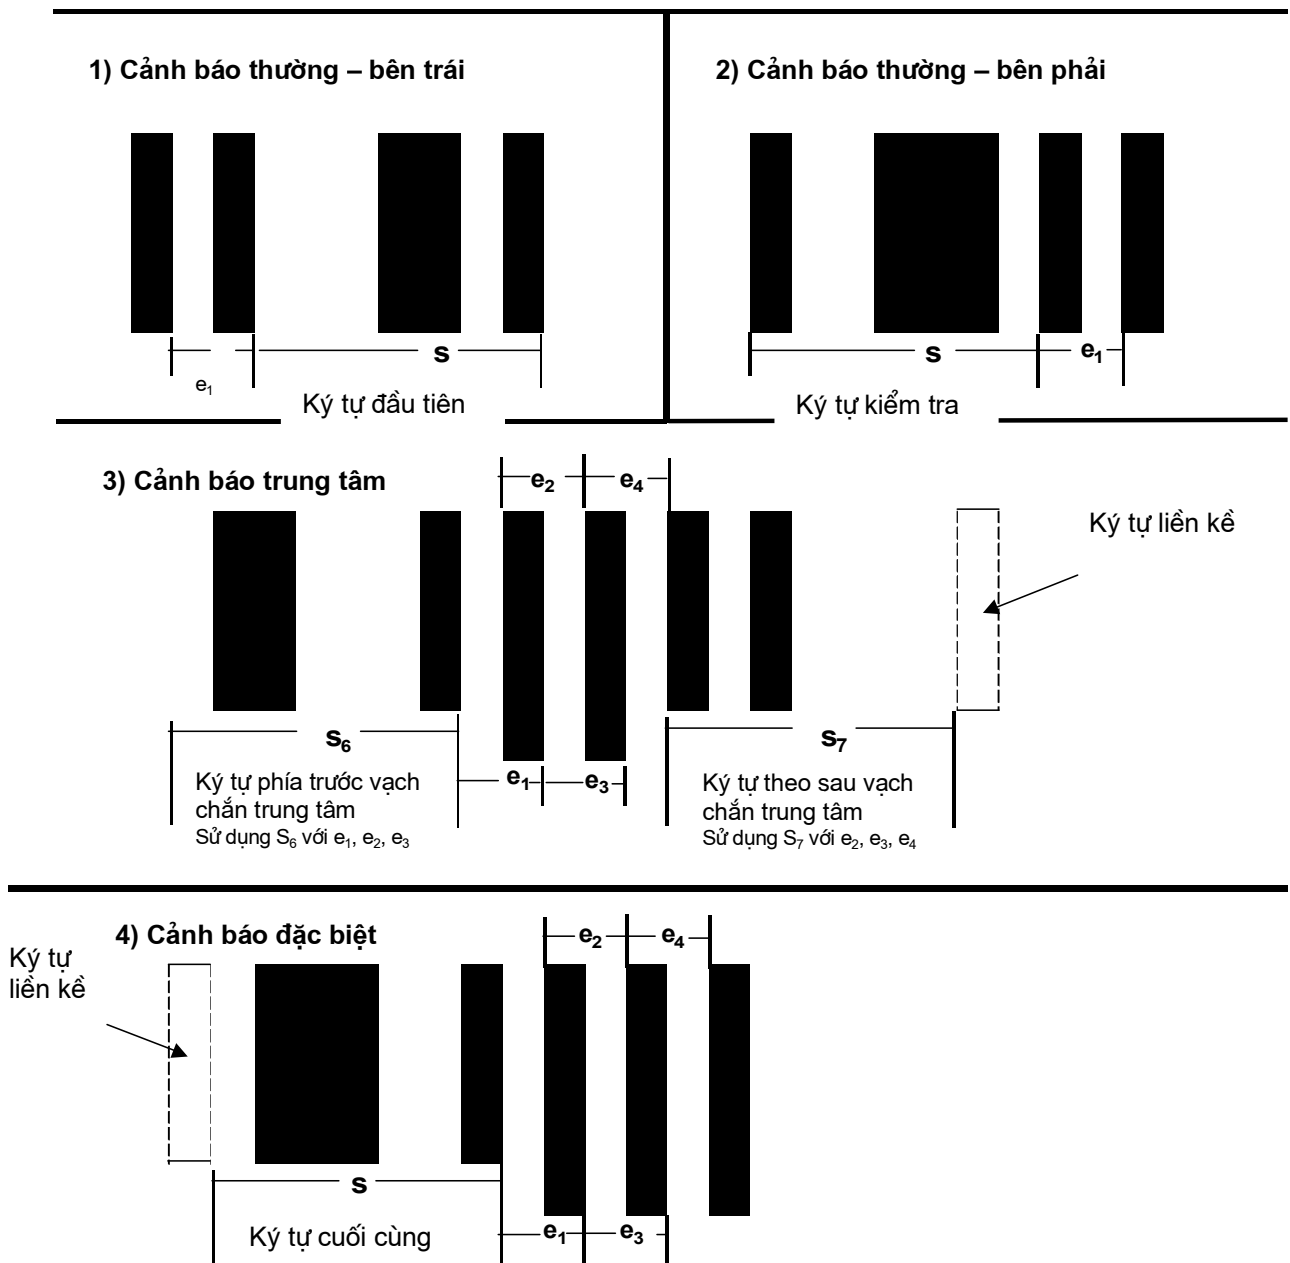 1) Cảnh báo thường – bên trái
2) Cảnh báo thường – bên phải
s
e₁
Ký tự đầu tiên
s
e₁
Ký tự kiểm tra
3) Cảnh báo trung tâm
e₂
e₄
Ký tự liền kề
s₆
s₇
e₁
e₃
Ký tự phía trước vạch
chắn trung tâm
Sử dụng S₆ với e₁, e₂, e₃
Ký tự theo sau vạch
chắn trung tâm
Sử dụng S₇ với e₂, e₃, e₄
4) Cảnh báo đặc biệt
e₂
e₄
Ký tự
liền kề
s
Ký tự cuối cùng
e₁
e₃